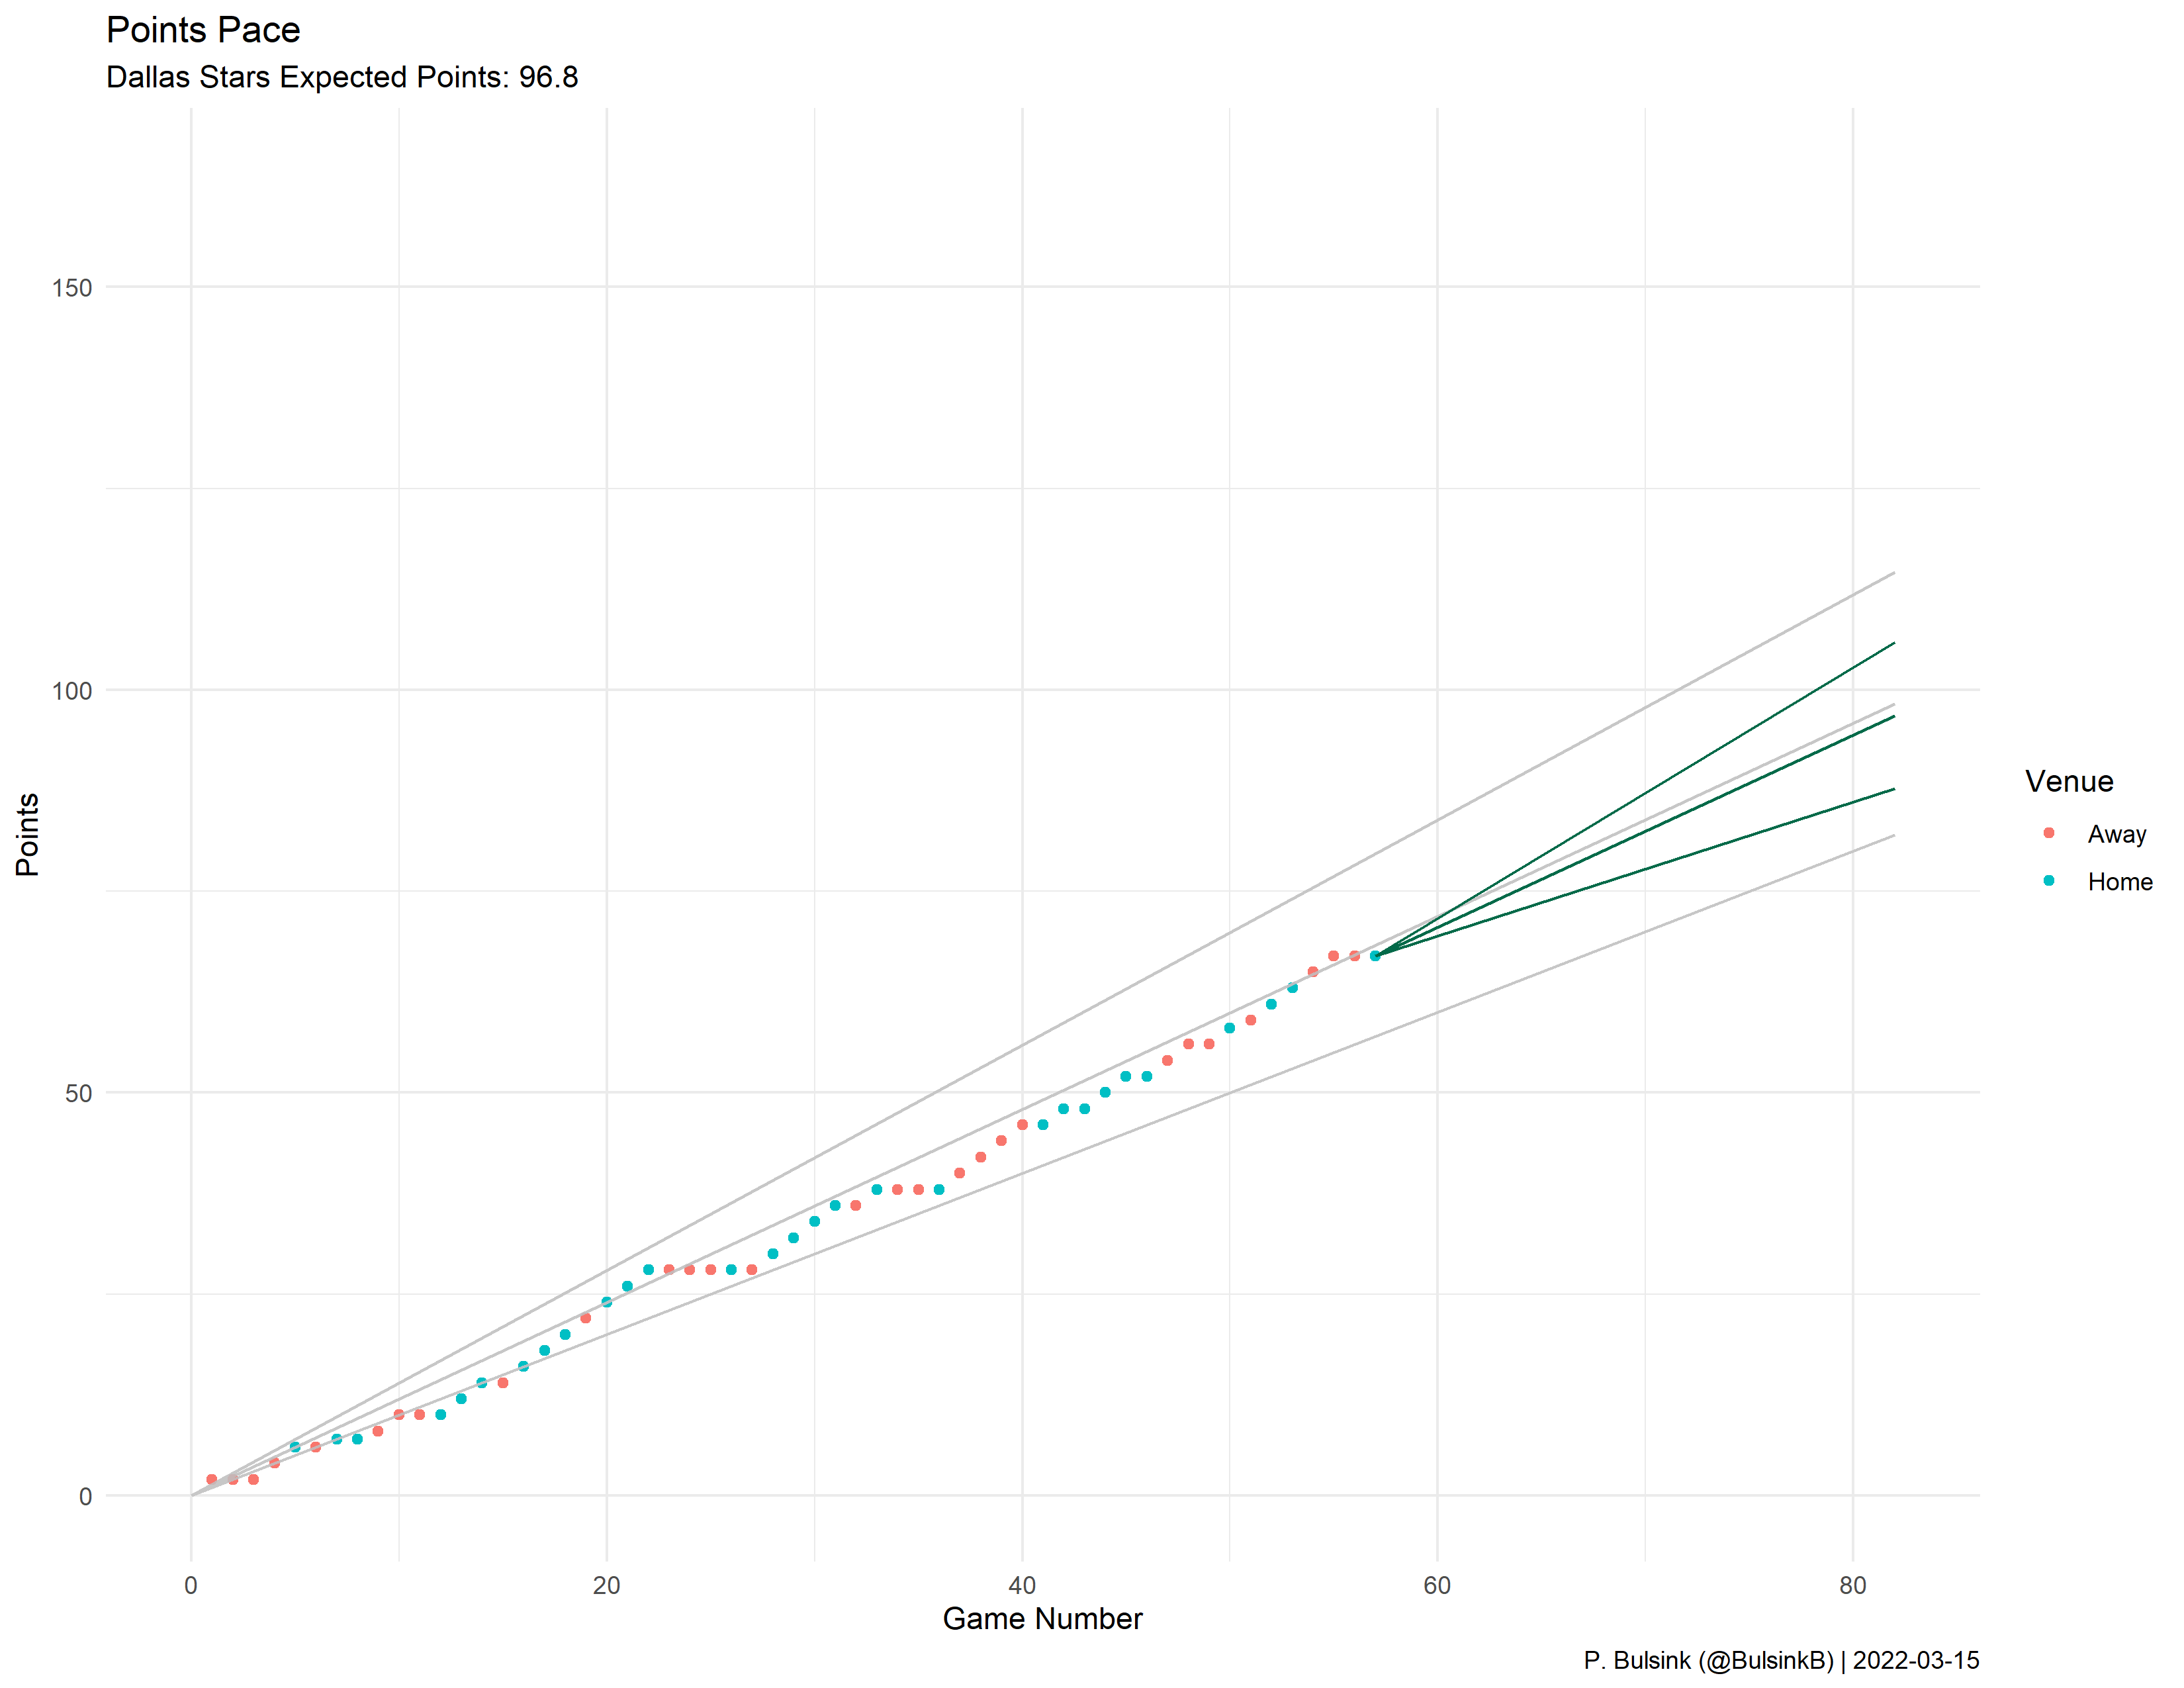 Points Pace
Dallas Stars Expected Points: 96.8
150
100
50
0
Points
0 20 40 60 80
Game Number
Venue
Away
Home
P. Bulsink (@BulsinkB) | 2022-03-15